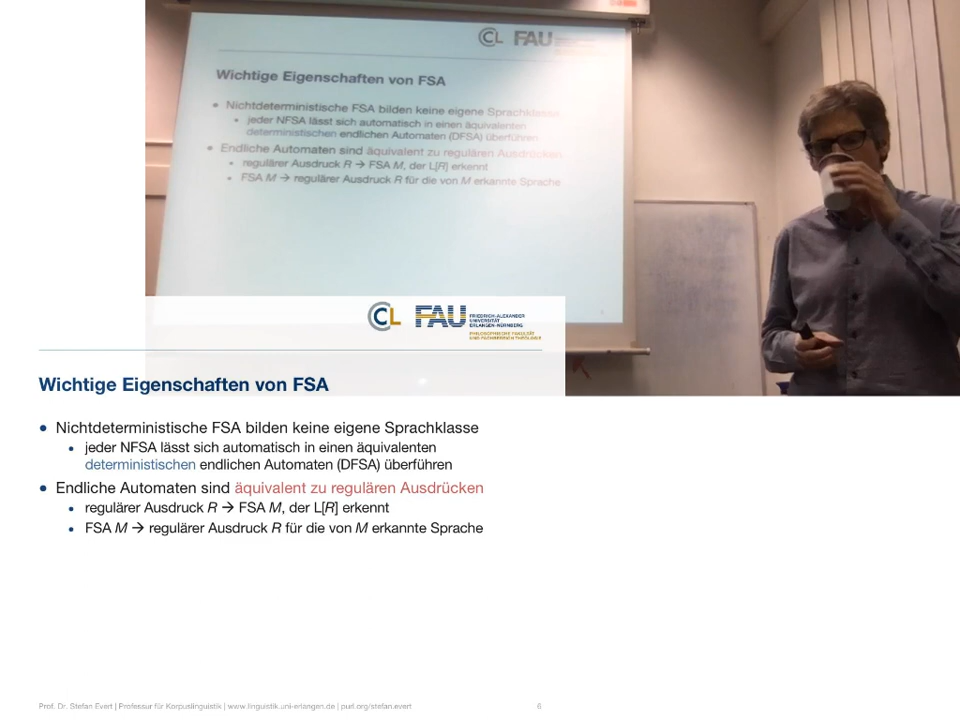 CL FAU
Wichtige Eigenschaften von FSA
• Nichtdeterministische FSA bilden keine eigene Sprachklasse
• jeder NFSA lässt sich automatisch in einen äquivalenten
deterministischen endlichen Automaten (DFSA) überführen
• Endliche Automaten sind äquivalent zu regulären Ausdrücken
• regulärer Ausdruck R → FSA M, der L[R] erkennt
• FSA M → regulärer Ausdruck R für die von M erkannte Sprache
CL FAU FRIEDRICH-ALEXANDER
UNIVERSITÄT
ERLANGEN-NÜRNBERG
PHILOSOPHISCHE FAKULTÄT
UND FACHBEREICH THEOLOGIE
Wichtige Eigenschaften von FSA
• Nichtdeterministische FSA bilden keine eigene Sprachklasse
• jeder NFSA lässt sich automatisch in einen äquivalenten
deterministischen endlichen Automaten (DFSA) überführen
• Endliche Automaten sind äquivalent zu regulären Ausdrücken
• regulärer Ausdruck R → FSA M, der L[R] erkennt
• FSA M → regulärer Ausdruck R für die von M erkannte Sprache
Prof. Dr. Stefan Evert | Professur für Korpuslinguistik | www.linguistik.uni-erlangen.de | purl.org/stefan.evert 6